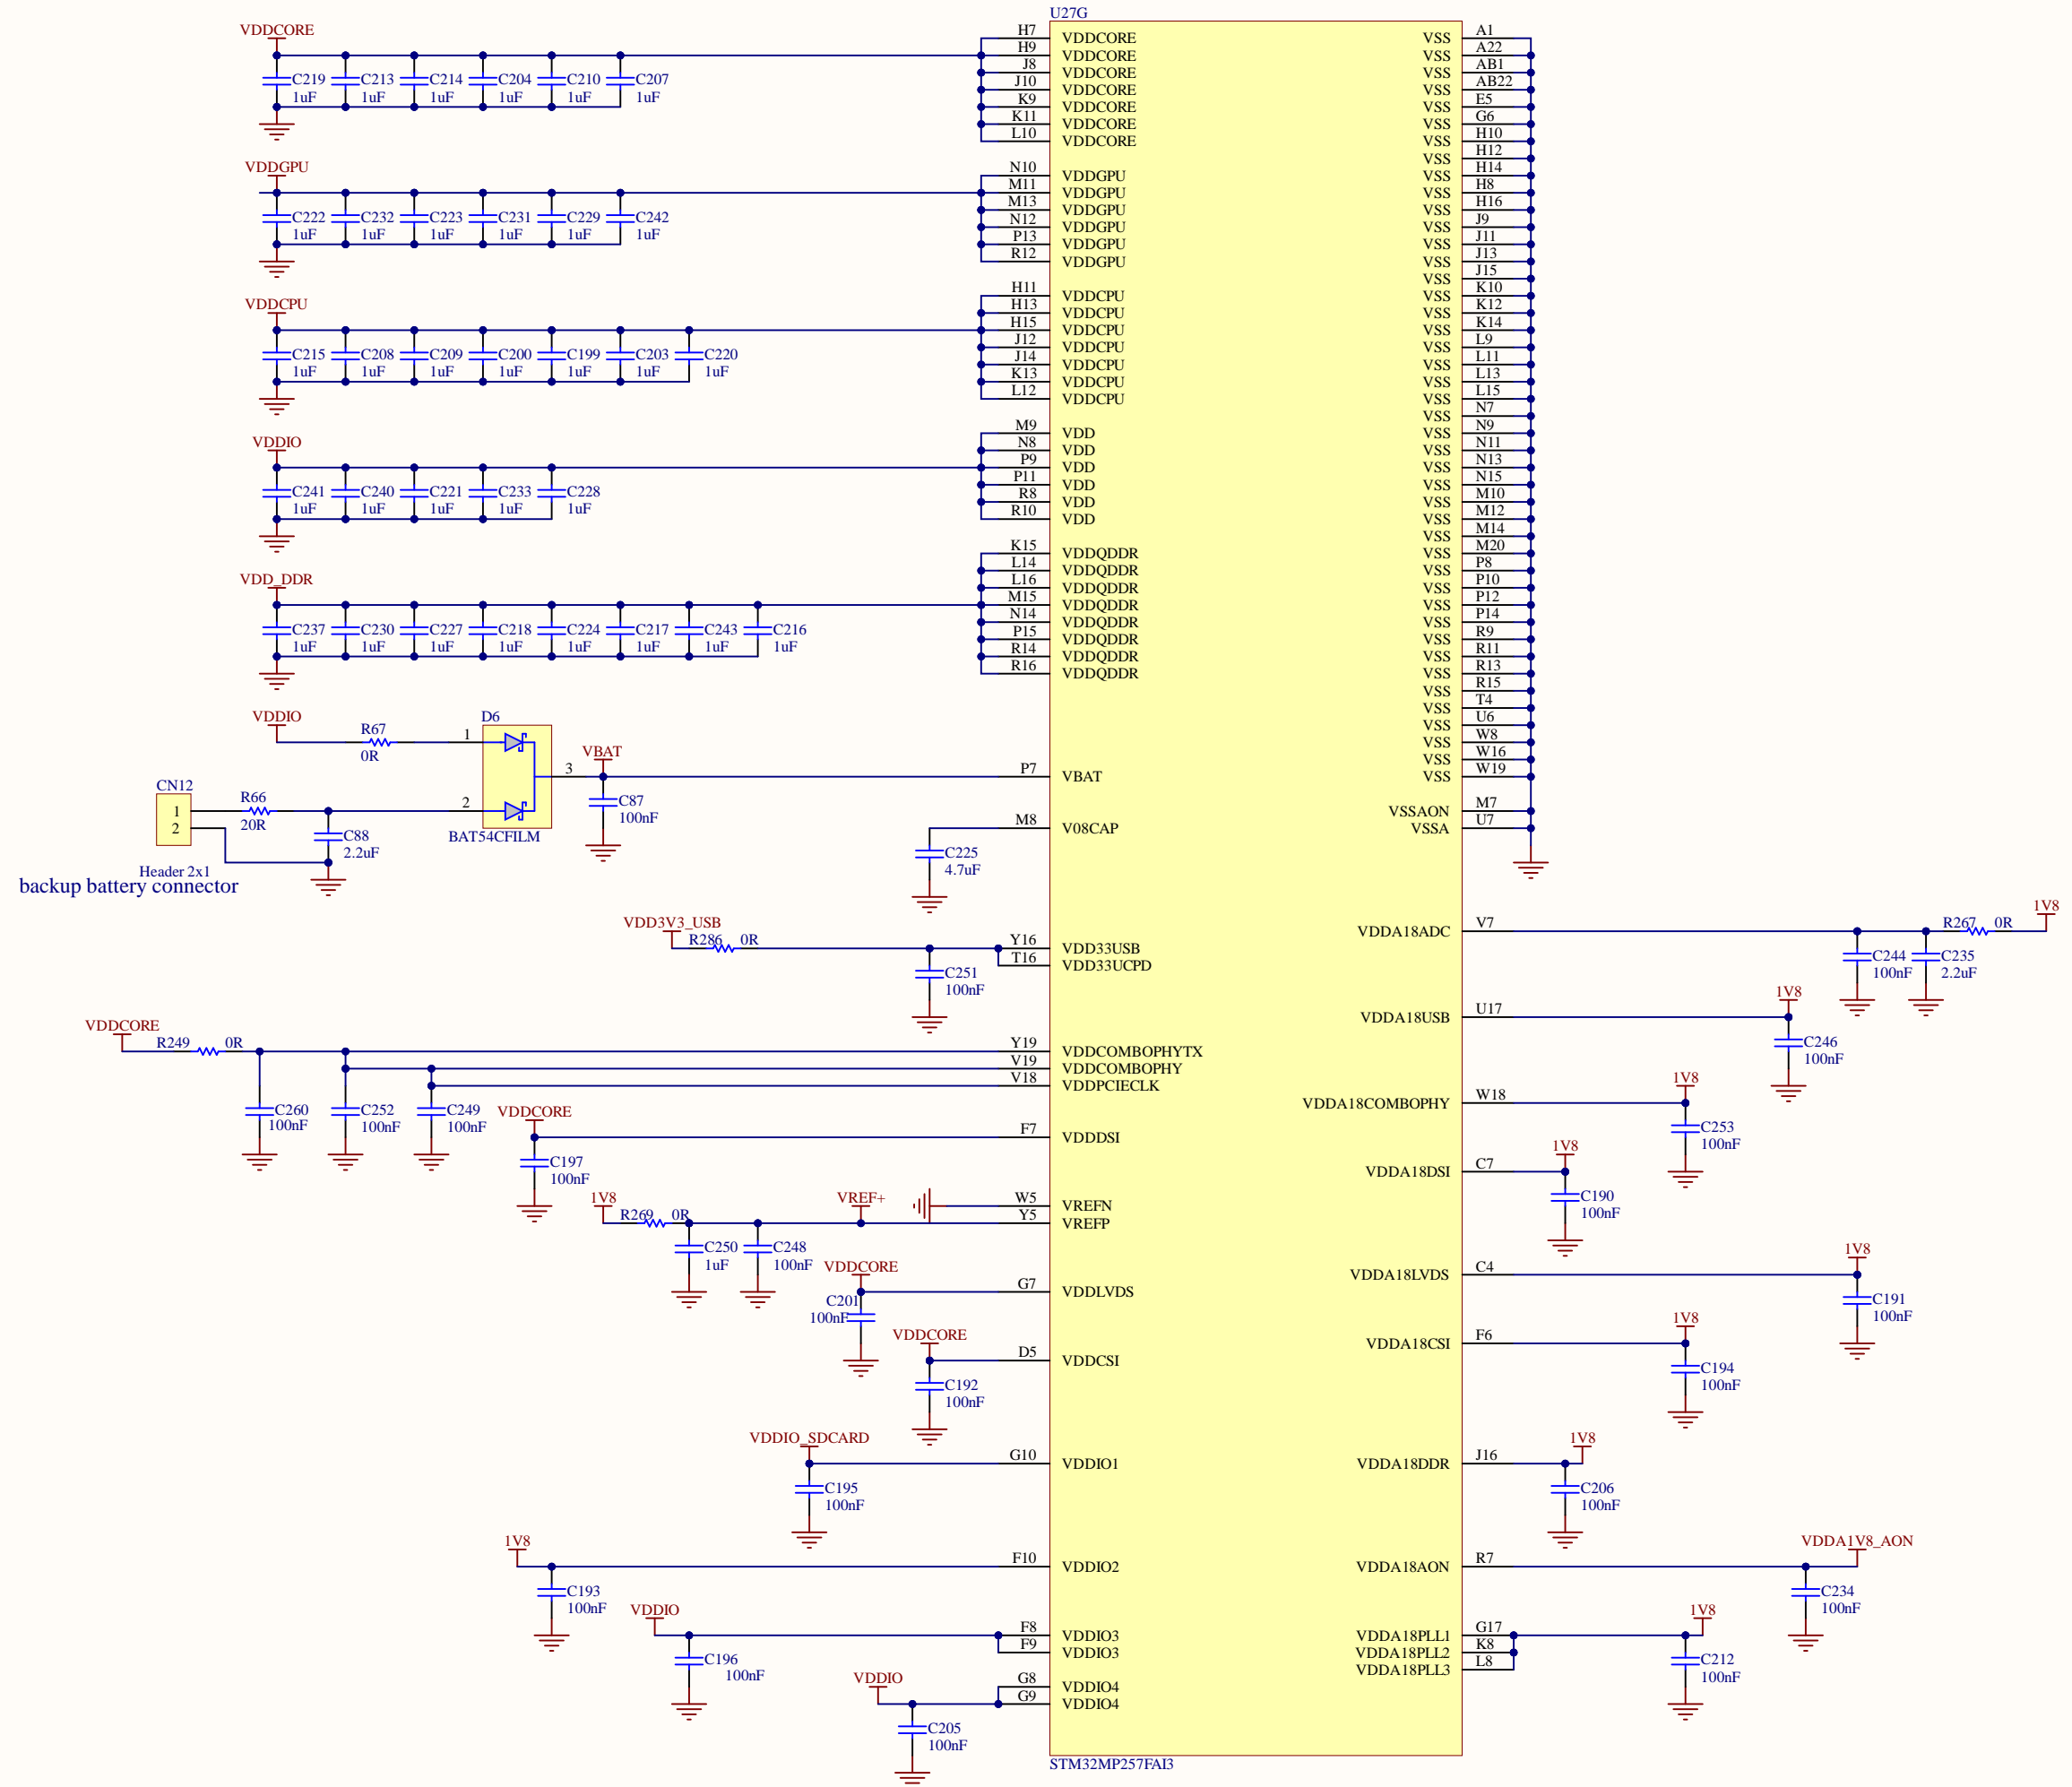 U27G
VDDCORE
C219 C213 C214 C204 C210 C207
1uF 1uF 1uF 1uF 1uF 1uF
H7 VDDCORE
H9 VDDCORE
J8 VDDCORE
J10 VDDCORE
K9 VDDCORE
K11 VDDCORE
L10 VDDCORE
VDDGPU
C222 C232 C223 C231 C229 C242
1uF 1uF 1uF 1uF 1uF 1uF
N10 VDDGPU
M11 VDDGPU
M13 VDDGPU
N12 VDDGPU
P13 VDDGPU
R12 VDDGPU
VDDCPU
C215 C208 C209 C200 C199 C203 C220
1uF 1uF 1uF 1uF 1uF 1uF 1uF
H11 VDDCPU
H13 VDDCPU
H15 VDDCPU
J12 VDDCPU
J14 VDDCPU
K13 VDDCPU
L12 VDDCPU
VDDIO
C241 C240 C221 C233 C228
1uF 1uF 1uF 1uF 1uF
M9 VDD
N8 VDD
P9 VDD
P11 VDD
R8 VDD
R10 VDD
VDD_DDR
C237 C230 C227 C218 C224 C217 C243 C216
1uF 1uF 1uF 1uF 1uF 1uF 1uF 1uF
K15 VDDQDDR
L14 VDDQDDR
L16 VDDQDDR
M15 VDDQDDR
N14 VDDQDDR
P15 VDDQDDR
R14 VDDQDDR
R16 VDDQDDR
VDDIO
R67
0R
D6
1
2
3
BAT54CFILM
VBAT
C87
100nF
P7 VBAT
CN12
1
2
R66
20R
C88
2.2uF
Header 2x1
backup battery connector
M8 V08CAP
C225
4.7uF
VDD3V3_USB
R286 0R
C251
100nF
Y16 VDD33USB
T16 VDD33UCPD
VDDCORE
R249 0R
C260 C252 C249
100nF 100nF 100nF
Y19 VDDCOMBOPHYTX
V19 VDDCOMBOPHY
V18 VDDPCIECLK
VDDCORE
C197
100nF
F7 VDDDSI
1V8
R269 0R
C250 C248
1uF 100nF
VREF+
W5 VREFN
Y5 VREFP
VDDCORE
C201
100nF
G7 VDDLVDS
VDDCORE
C192
100nF
D5 VDDCSI
VDDIO_SDCARD
C195
100nF
G10 VDDIO1
1V8
C193
100nF
F10 VDDIO2
VDDIO
C196
100nF
F8 VDDIO3
F9 VDDIO3
VDDIO
C205
100nF
G8 VDDIO4
G9 VDDIO4
STM32MP257FAI3
VSS A1
VSS A22
VSS AB1
VSS AB22
VSS E5
VSS G6
VSS H10
VSS H12
VSS H14
VSS H8
VSS H16
VSS J9
VSS J11
VSS J13
VSS J15
VSS K10
VSS K12
VSS K14
VSS L9
VSS L11
VSS L13
VSS L15
VSS N7
VSS N9
VSS N11
VSS N13
VSS N15
VSS M10
VSS M12
VSS M14
VSS M20
VSS P8
VSS P10
VSS P12
VSS P14
VSS R9
VSS R11
VSS R13
VSS R15
VSS T4
VSS U6
VSS W8
VSS W16
VSS W19
VSSAON M7
VSSA U7
VDDA18ADC V7
C244 C235
100nF 2.2uF
R267 0R
1V8
VDDA18USB U17
1V8
C246
100nF
VDDA18COMBOPHY W18
1V8
C253
100nF
VDDA18DSI C7
1V8
C190
100nF
VDDA18LVDS C4
1V8
C191
100nF
VDDA18CSI F6
1V8
C194
100nF
VDDA18DDR J16
1V8
C206
100nF
VDDA18AON R7
VDDA1V8_AON
C234
100nF
VDDA18PLL1 G17
VDDA18PLL2 K8
VDDA18PLL3 L8
1V8
C212
100nF